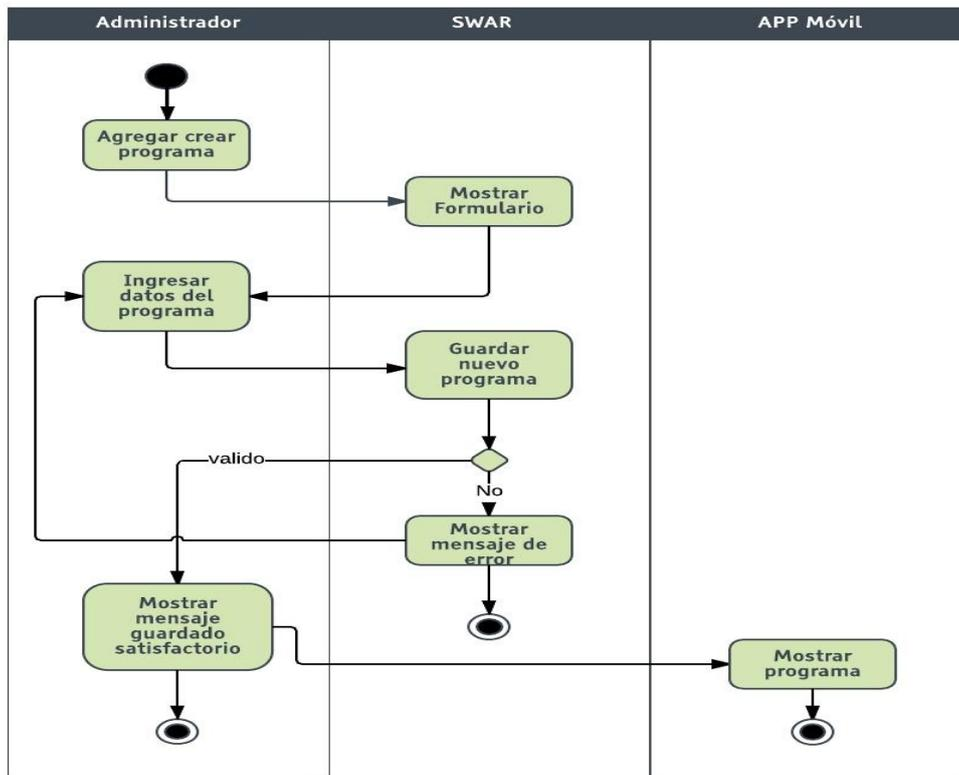 Administrador
SWAR
APP Móvil
Agregar crear
programa
Mostrar
Formulario
Ingresar
datos del
programa
Guardar
nuevo
programa
valido
No
Mostrar
mensaje de
error
Mostrar
mensaje
guardado
satisfactorio
Mostrar
programa